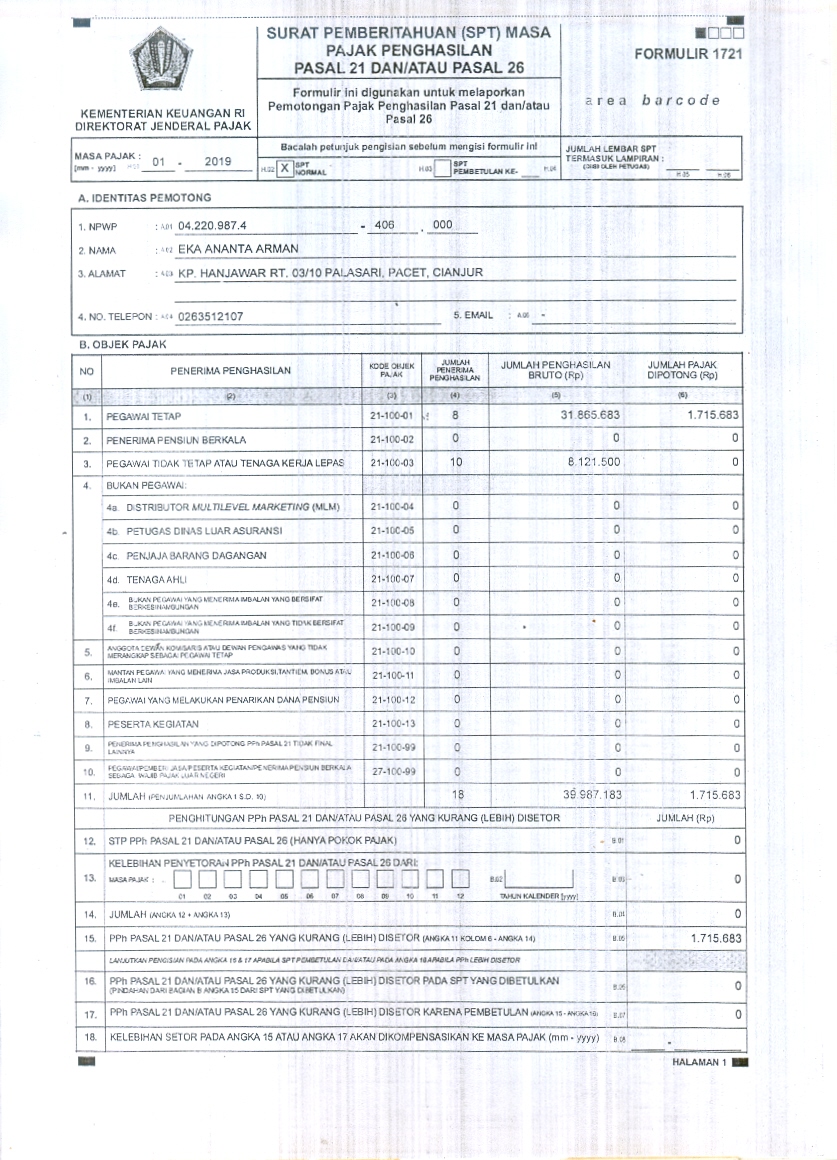 SURAT PEMBERITAHUAN (SPT) MASA
PAJAK PENGHASILAN
PASAL 21 DAN/ATAU PASAL 26
FORMULIR 1721
Formulir ini digunakan untuk melaporkan
Pemotongan Pajak Penghasilan Pasal 21 dan/atau
Pasal 26
area barcode
KEMENTERIAN KEUANGAN RI
DIREKTORAT JENDERAL PAJAK
MASA PAJAK :
[mm - yyyy] H.01 01 - 2019
Bacalah petunjuk pengisian sebelum mengisi formulir ini
H.02 X SPT NORMAL H.03 SPT PEMBETULAN KE- H.04
JUMLAH LEMBAR SPT
TERMASUK LAMPIRAN :
(DIISI OLEH PETUGAS) H.05 H.06
A. IDENTITAS PEMOTONG
1. NPWP : A.01 04.220.987.4 - 406 . 000
2. NAMA : A.02 EKA ANANTA ARMAN
3. ALAMAT : A.03 KP. HANJAWAR RT. 03/10 PALASARI, PACET, CIANJUR
4. NO. TELEPON : A.04 0263512107 5. EMAIL : A.05 -
B. OBJEK PAJAK
NO PENERIMA PENGHASILAN KODE OBJEK PAJAK JUMLAH PENERIMA PENGHASILAN JUMLAH PENGHASILAN BRUTO (Rp) JUMLAH PAJAK DIPOTONG (Rp)
(1) (2) (3) (4) (5) (6)
1. PEGAWAI TETAP 21-100-01 8 31.865.683 1.715.683
2. PENERIMA PENSIUN BERKALA 21-100-02 0 0 0
3. PEGAWAI TIDAK TETAP ATAU TENAGA KERJA LEPAS 21-100-03 10 8.121.500 0
4. BUKAN PEGAWAI:
4a. DISTRIBUTOR MULTILEVEL MARKETING (MLM) 21-100-04 0 0 0
4b. PETUGAS DINAS LUAR ASURANSI 21-100-05 0 0 0
4c. PENJAJA BARANG DAGANGAN 21-100-06 0 0 0
4d. TENAGA AHLI 21-100-07 0 0 0
4e. BUKAN PEGAWAI YANG MENERIMA IMBALAN YANG BERSIFAT BERKESINAMBUNGAN 21-100-08 0 0 0
4f. BUKAN PEGAWAI YANG MENERIMA IMBALAN YANG TIDAK BERSIFAT BERKESINAMBUNGAN 21-100-09 0 0 0
5. ANGGOTA DEWAN KOMISARIS ATAU DEWAN PENGAWAS YANG TIDAK MERANGKAP SEBAGAI PEGAWAI TETAP 21-100-10 0 0 0
6. MANTAN PEGAWAI YANG MENERIMA JASA PRODUKSI, TANTIEM, BONUS ATAU IMBALAN LAIN 21-100-11 0 0 0
7. PEGAWAI YANG MELAKUKAN PENARIKAN DANA PENSIUN 21-100-12 0 0 0
8. PESERTA KEGIATAN 21-100-13 0 0 0
9. PENERIMA PENGHASILAN YANG DIPOTONG PPh PASAL 21 TIDAK FINAL LAINNYA 21-100-99 0 0 0
10. PEGAWAI/PEMBERI JASA/PESERTA KEGIATAN/PENERIMA PENSIUN BERKALA SEBAGAI WAJIB PAJAK LUAR NEGERI 27-100-99 0 0 0
11. JUMLAH (PENJUMLAHAN ANGKA 1 S.D. 10) 18 39.987.183 1.715.683
PENGHITUNGAN PPh PASAL 21 DAN/ATAU PASAL 26 YANG KURANG (LEBIH) DISETOR JUMLAH (Rp)
12. STP PPh PASAL 21 DAN/ATAU PASAL 26 (HANYA POKOK PAJAK) B.01 0
13. KELEBIHAN PENYETORAN PPh PASAL 21 DAN/ATAU PASAL 26 DARI:
MASA PAJAK : B.02 B.03 0
01 02 03 04 05 06 07 08 09 10 11 12 TAHUN KALENDER [yyyy]
14. JUMLAH (ANGKA 12 + ANGKA 13) B.04 0
15. PPh PASAL 21 DAN/ATAU PASAL 26 YANG KURANG (LEBIH) DISETOR (ANGKA 11 KOLOM 6 - ANGKA 14) B.05 1.715.683
LANJUTKAN PENGISIAN PADA ANGKA 16 & 17 APABILA SPT PEMBETULAN DAN/ATAU PADA ANGKA 18 APABILA PPh LEBIH DISETOR
16. PPh PASAL 21 DAN/ATAU PASAL 26 YANG KURANG (LEBIH) DISETOR PADA SPT YANG DIBETULKAN
(PINDAHAN DARI BAGIAN B ANGKA 15 DARI SPT YANG DIBETULKAN) B.06 0
17. PPh PASAL 21 DAN/ATAU PASAL 26 YANG KURANG (LEBIH) DISETOR KARENA PEMBETULAN (ANGKA 15 - ANGKA 16) B.07 0
18. KELEBIHAN SETOR PADA ANGKA 15 ATAU ANGKA 17 AKAN DIKOMPENSASIKAN KE MASA PAJAK (mm - yyyy) B.08 -
HALAMAN 1